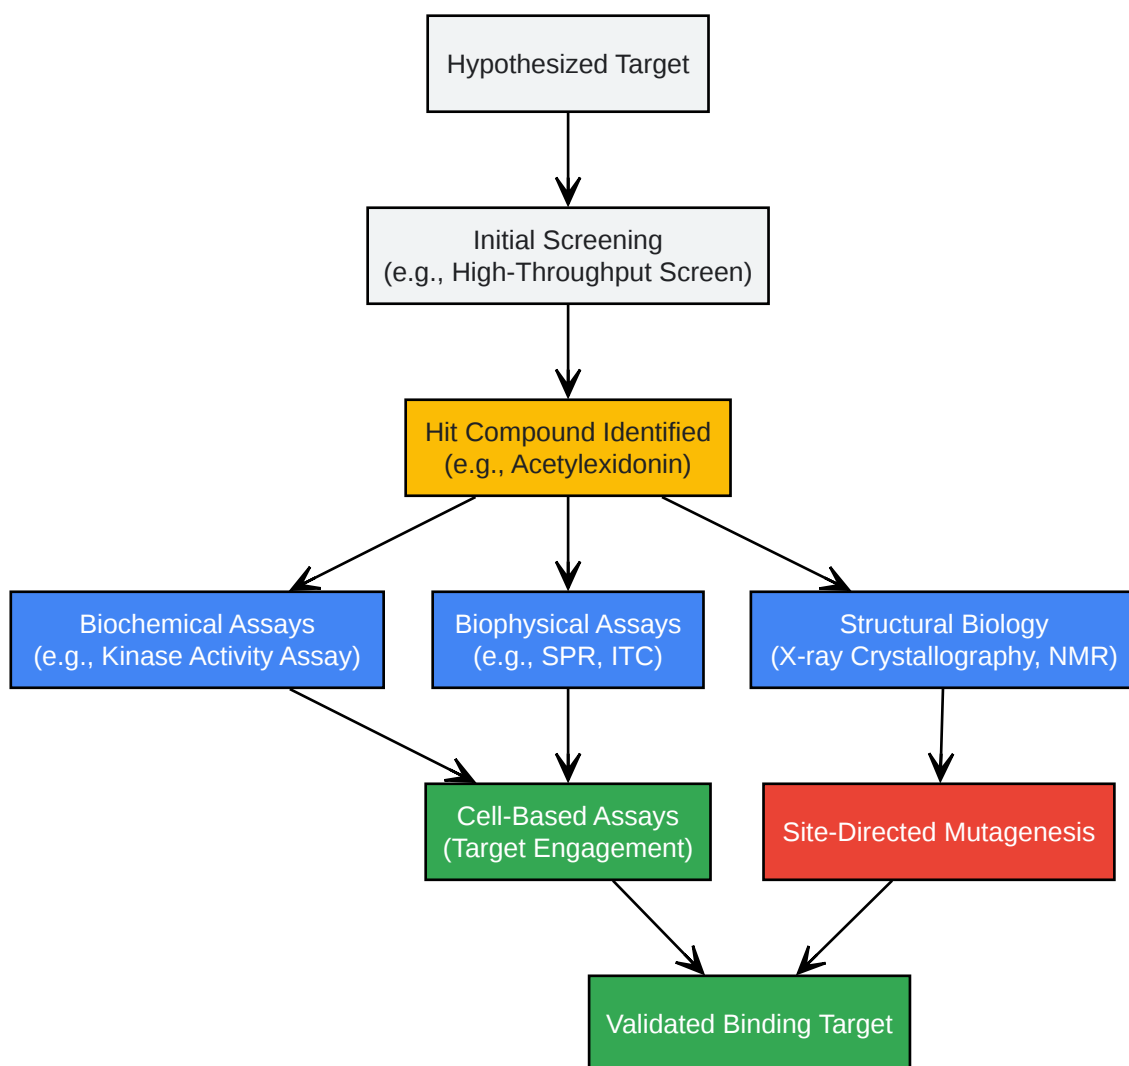 Hypothesized Target
Initial Screening
(e.g., High-Throughput Screen)
Hit Compound Identified
(e.g., Acetylexidonin)
Biochemical Assays
(e.g., Kinase Activity Assay)
Biophysical Assays
(e.g., SPR, ITC)
Structural Biology
(X-ray Crystallography, NMR)
Cell-Based Assays
(Target Engagement)
Site-Directed Mutagenesis
Validated Binding Target